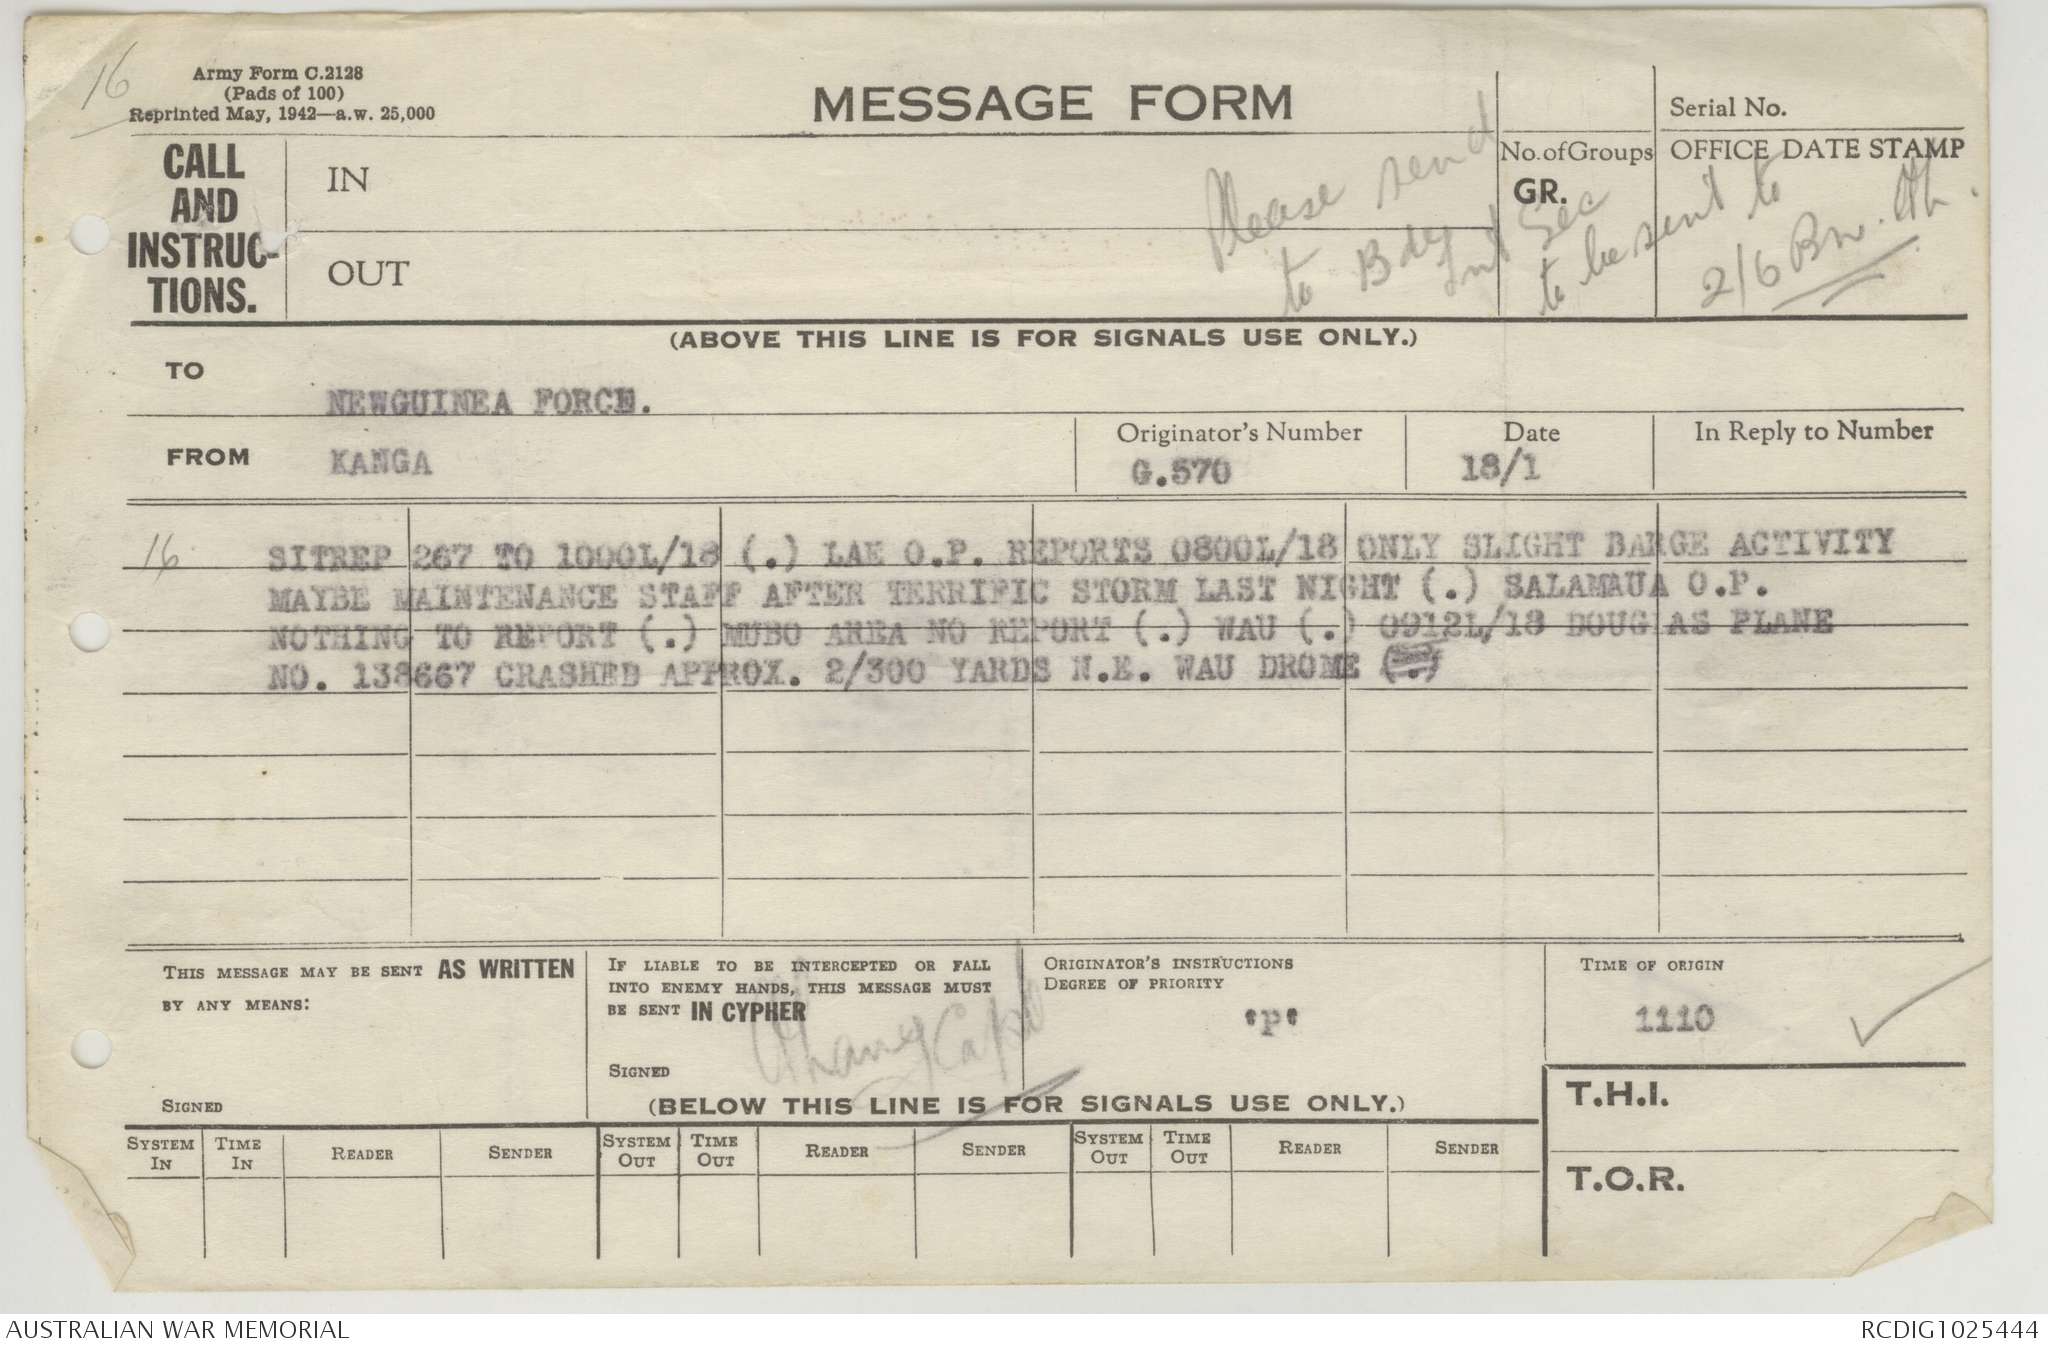 16
Army Form C.2128
(Pads of 100)
Reprinted May, 1942—a.w. 25,000
MESSAGE FORM
Serial No.
CALL AND INSTRUC-TIONS.
IN
OUT
No. of Groups
GR.
OFFICE DATE STAMP
Please send
to Bde Int Sec
to be sent to
2/6 Bn.
(ABOVE THIS LINE IS FOR SIGNALS USE ONLY.)
TO
NEWGUINEA FORCE.
FROM
KANGA
Originator's Number
G.570
Date
18/1
In Reply to Number
16
SITREP 267 TO 1000L/18 (.) LAE O.P. REPORTS 0800L/18 ONLY SLIGHT BARGE ACTIVITY
MAYBE MAINTENANCE STAFF AFTER TERRIFIC STORM LAST NIGHT (.) SALAMAUA O.P.
NOTHING TO REPORT (.) MUBO AREA NO REPORT (.) WAU (.) 0912L/18 DOUGLAS PLANE
NO. 138667 CRASHED APPROX. 2/300 YARDS N.E. WAU DROME (.)
THIS MESSAGE MAY BE SENT AS WRITTEN
BY ANY MEANS:
SIGNED
IF LIABLE TO BE INTERCEPTED OR FALL
INTO ENEMY HANDS, THIS MESSAGE MUST
BE SENT IN CYPHER
SIGNED
Capt
ORIGINATOR'S INSTRUCTIONS
DEGREE OF PRIORITY
"P"
TIME OF ORIGIN
1110
(BELOW THIS LINE IS FOR SIGNALS USE ONLY.)
T.H.I.
T.O.R.
SYSTEM IN
TIME IN
READER
SENDER
SYSTEM OUT
TIME OUT
READER
SENDER
SYSTEM OUT
TIME OUT
READER
SENDER
AUSTRALIAN WAR MEMORIAL
RCDIG1025444